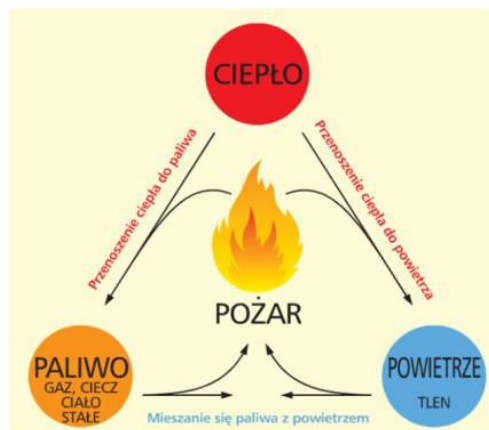 CIEPŁO
Przenoszenie ciepła do paliwa
Przenoszenie ciepła do powietrza
POŻAR
PALIWO
GAZ, CIECZ
CIAŁO
STAŁE
POWIETRZE
TLEN
Mieszanie się paliwa z powietrzem